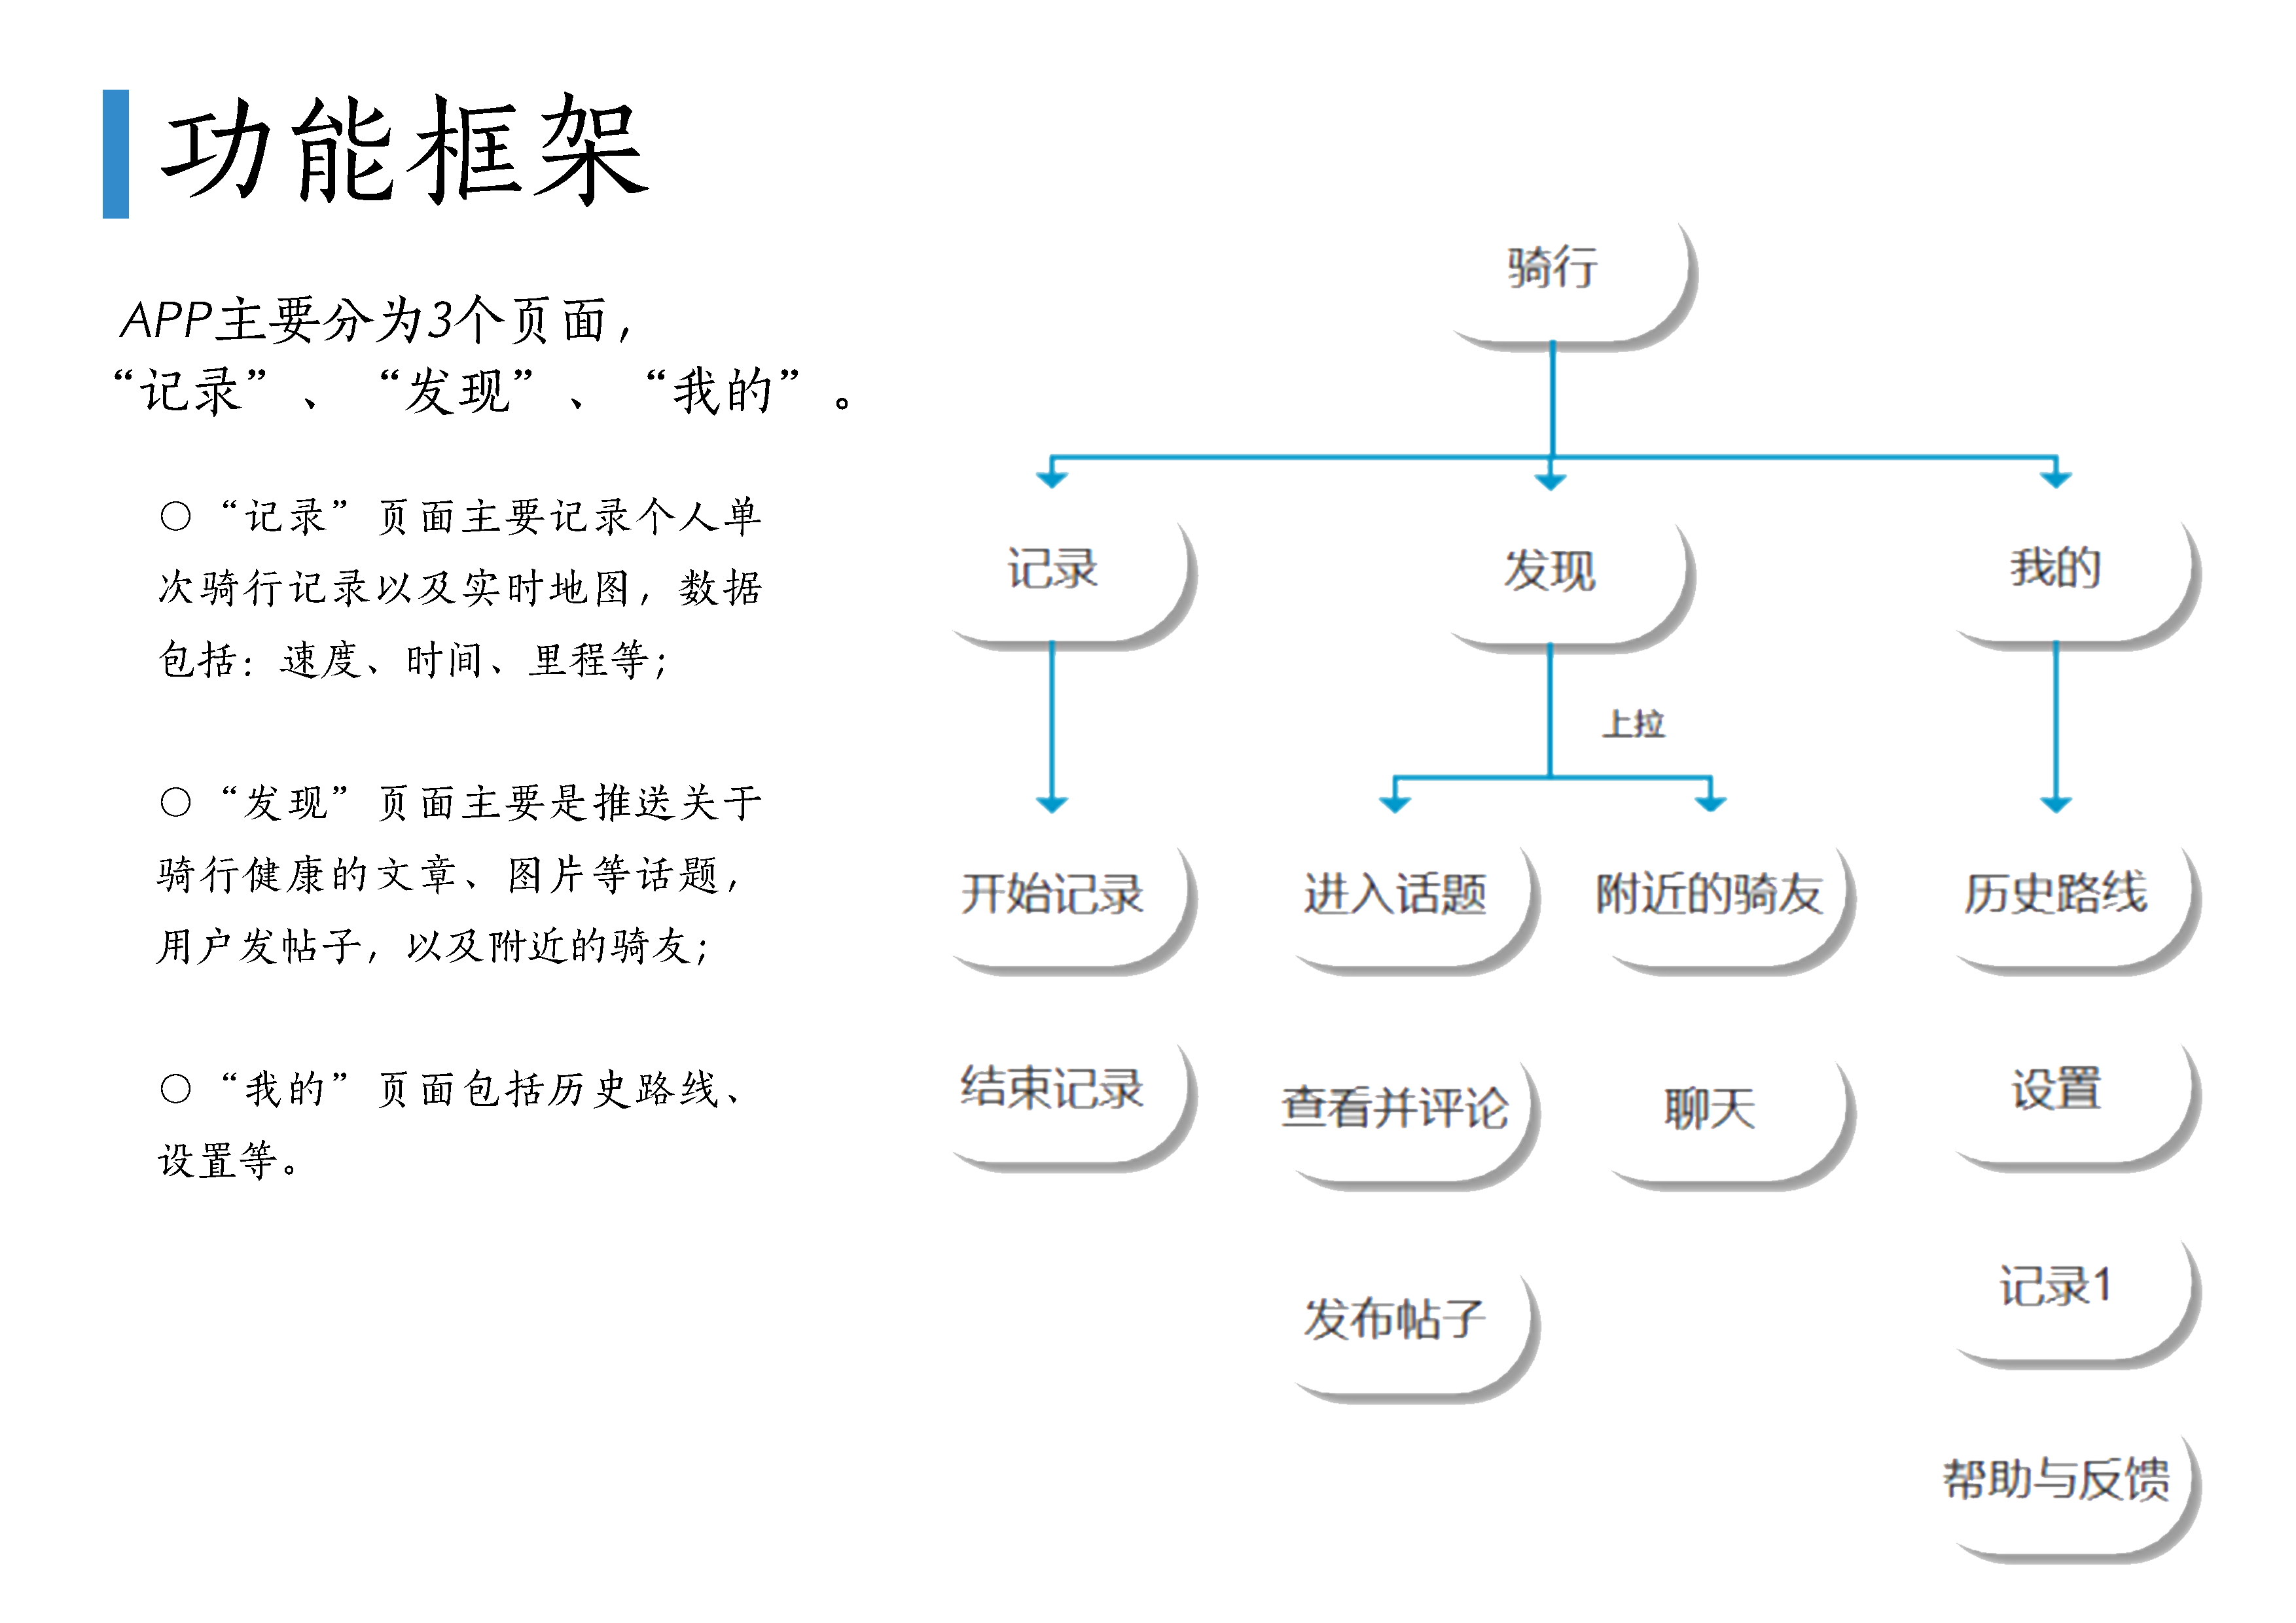 功能框架
APP主要分为3个页面，
“记录”、“发现”、“我的”。
○“记录”页面主要记录个人单
次骑行记录以及实时地图，数据
包括：速度、时间、里程等；
○“发现”页面主要是推送关于
骑行健康的文章、图片等话题，
用户发帖子，以及附近的骑友；
○“我的”页面包括历史路线、
设置等。
骑行
记录
发现
我的
上拉
开始记录
进入话题
附近的骑友
历史路线
结束记录
查看并评论
聊天
设置
发布帖子
记录1
帮助与反馈